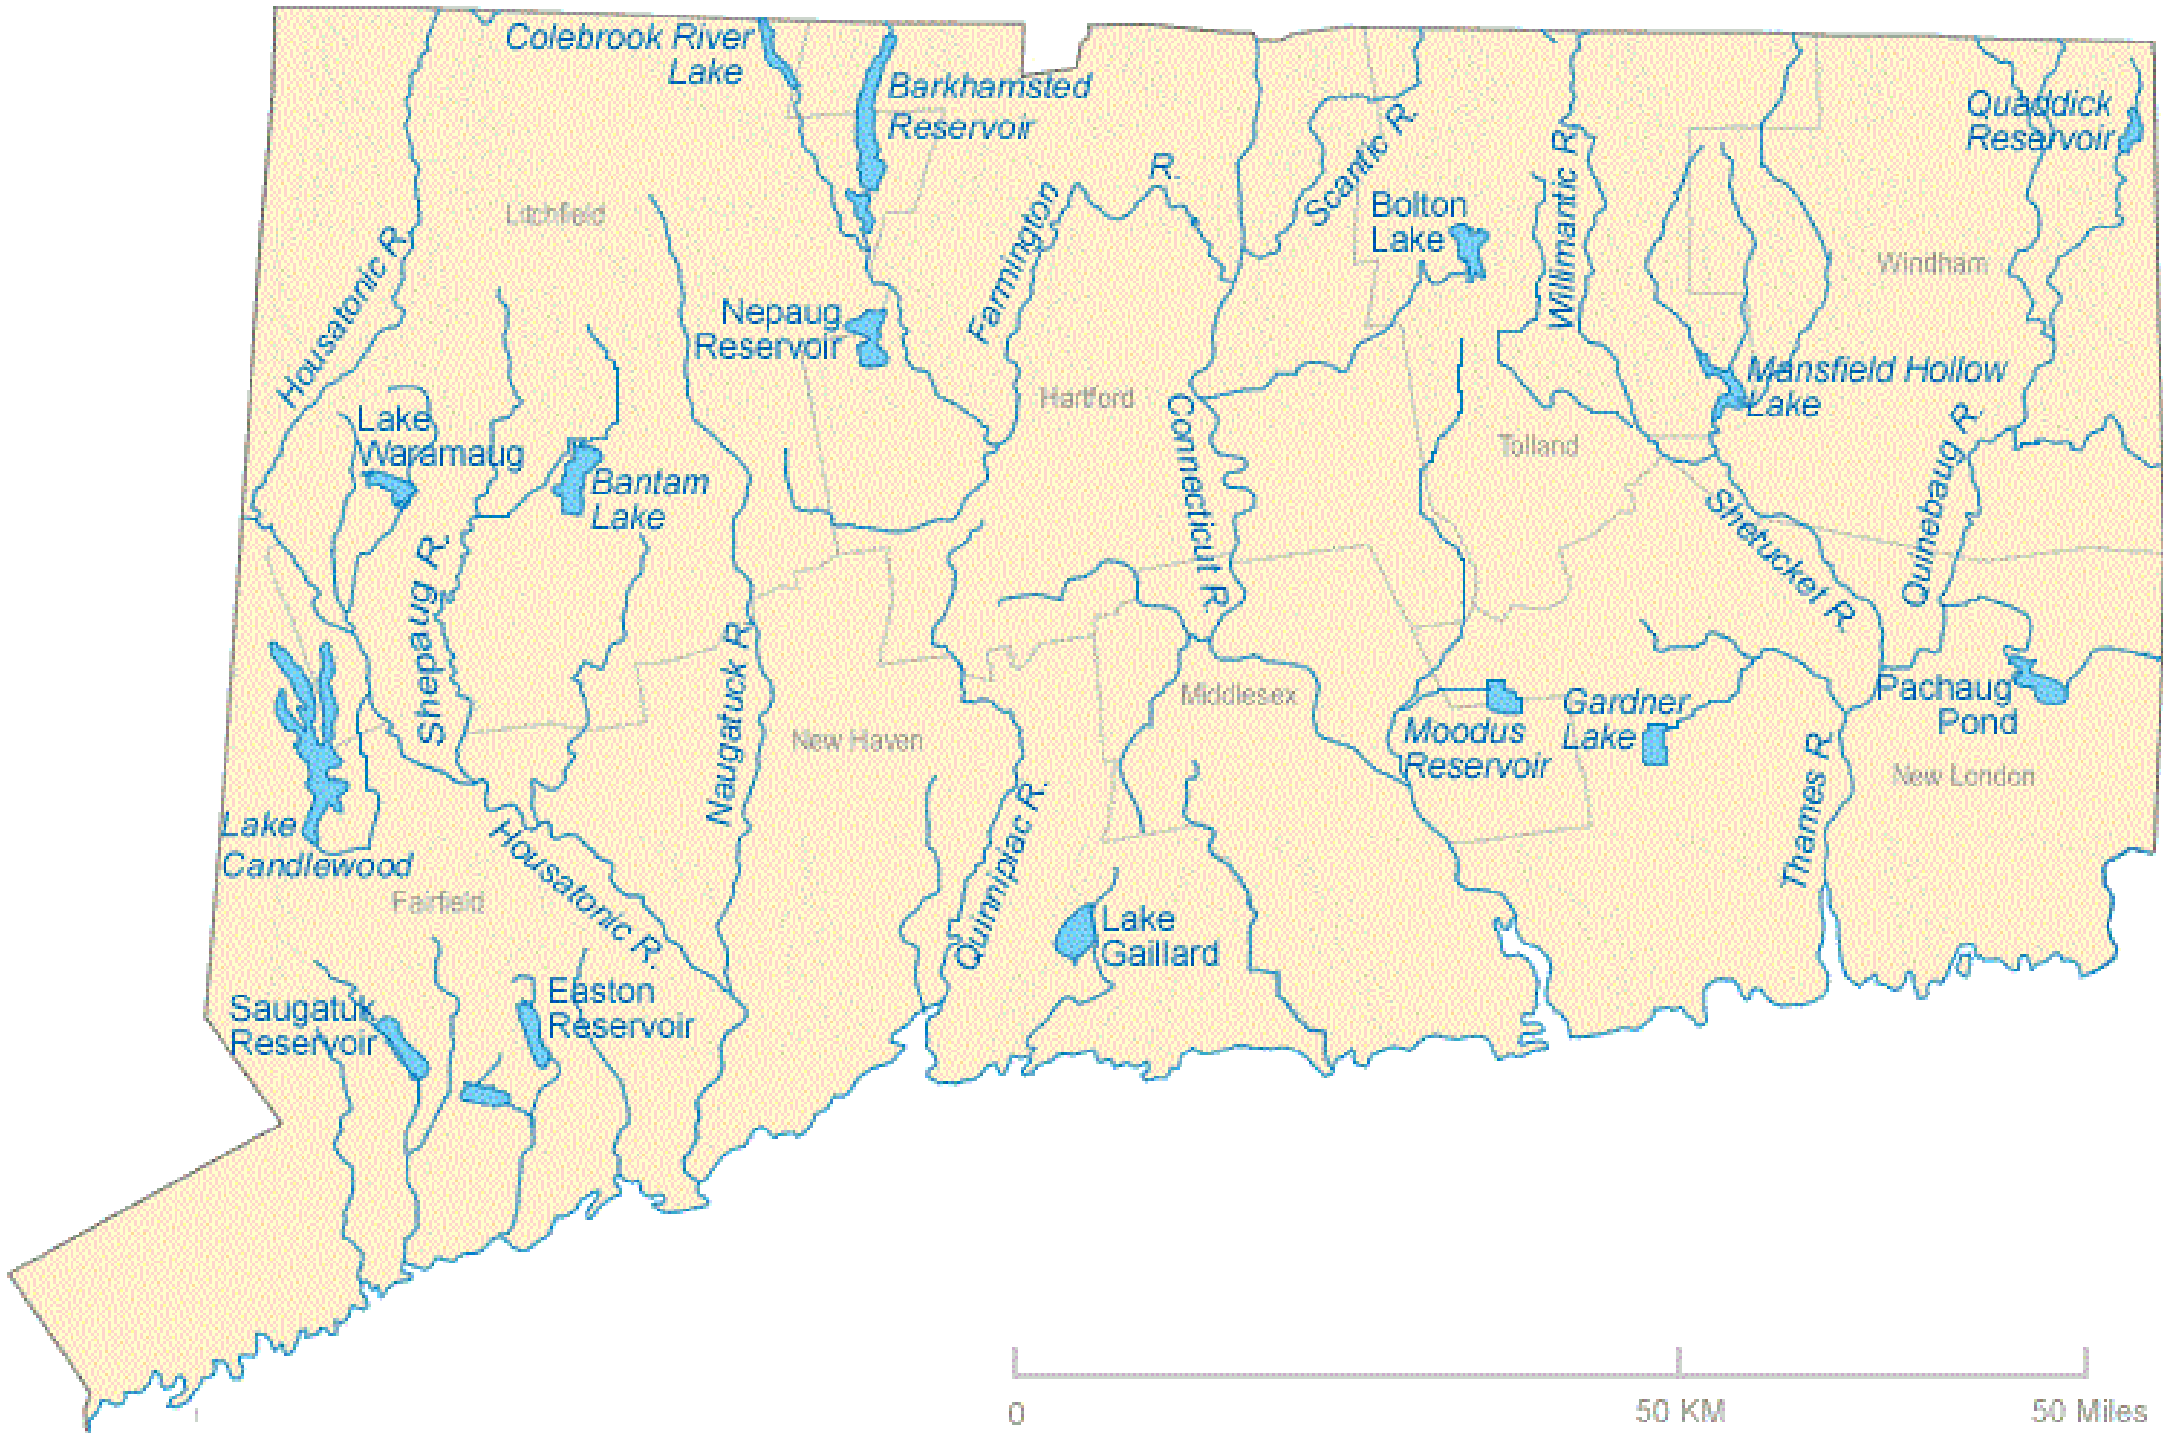 Colebrook River
Lake
Barkhamsted
Reservoir
Quaddick
Reservoir
Housatonic R.
Litchfield
Farmington
R.
Scantic R.
Bolton
Lake
Willimantic R.
Windham
Nepaug
Reservoir
Hartford
Mansfield Hollow
Lake
Lake
Waramaug
Bantam
Lake
Connecticut R.
Tolland
Shetucket R.
Quinebaug R.
Shepaug R.
Naugatuck R.
New Haven
Middlesex
Moodus
Reservoir
Gardner
Lake
Pachaug
Pond
Thames R.
New London
Lake
Candlewood
Fairfield
Housatonic R.
Quinnipiac R.
Lake
Gaillard
Saugatuk
Reservoir
Easton
Reservoir
0
50 KM
50 Miles